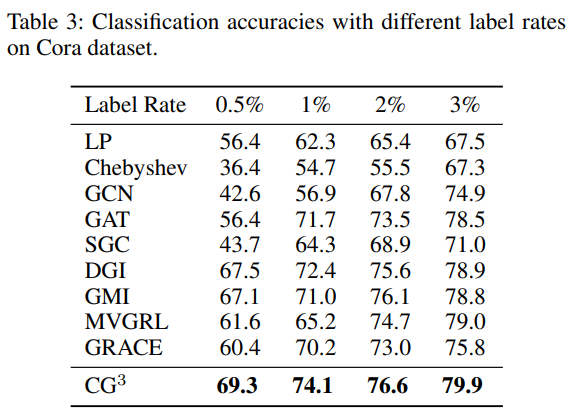 Table 3: Classification accuracies with different label rates
on Cora dataset.
Label Rate 0.5% 1% 2% 3%
LP 56.4 62.3 65.4 67.5
Chebyshev 36.4 54.7 55.5 67.3
GCN 42.6 56.9 67.8 74.9
GAT 56.4 71.7 73.5 78.5
SGC 43.7 64.3 68.9 71.0
DGI 67.5 72.4 75.6 78.9
GMI 67.1 71.0 76.1 78.8
MVGRL 61.6 65.2 74.7 79.0
GRACE 60.4 70.2 73.0 75.8
CG³ 69.3 74.1 76.6 79.9